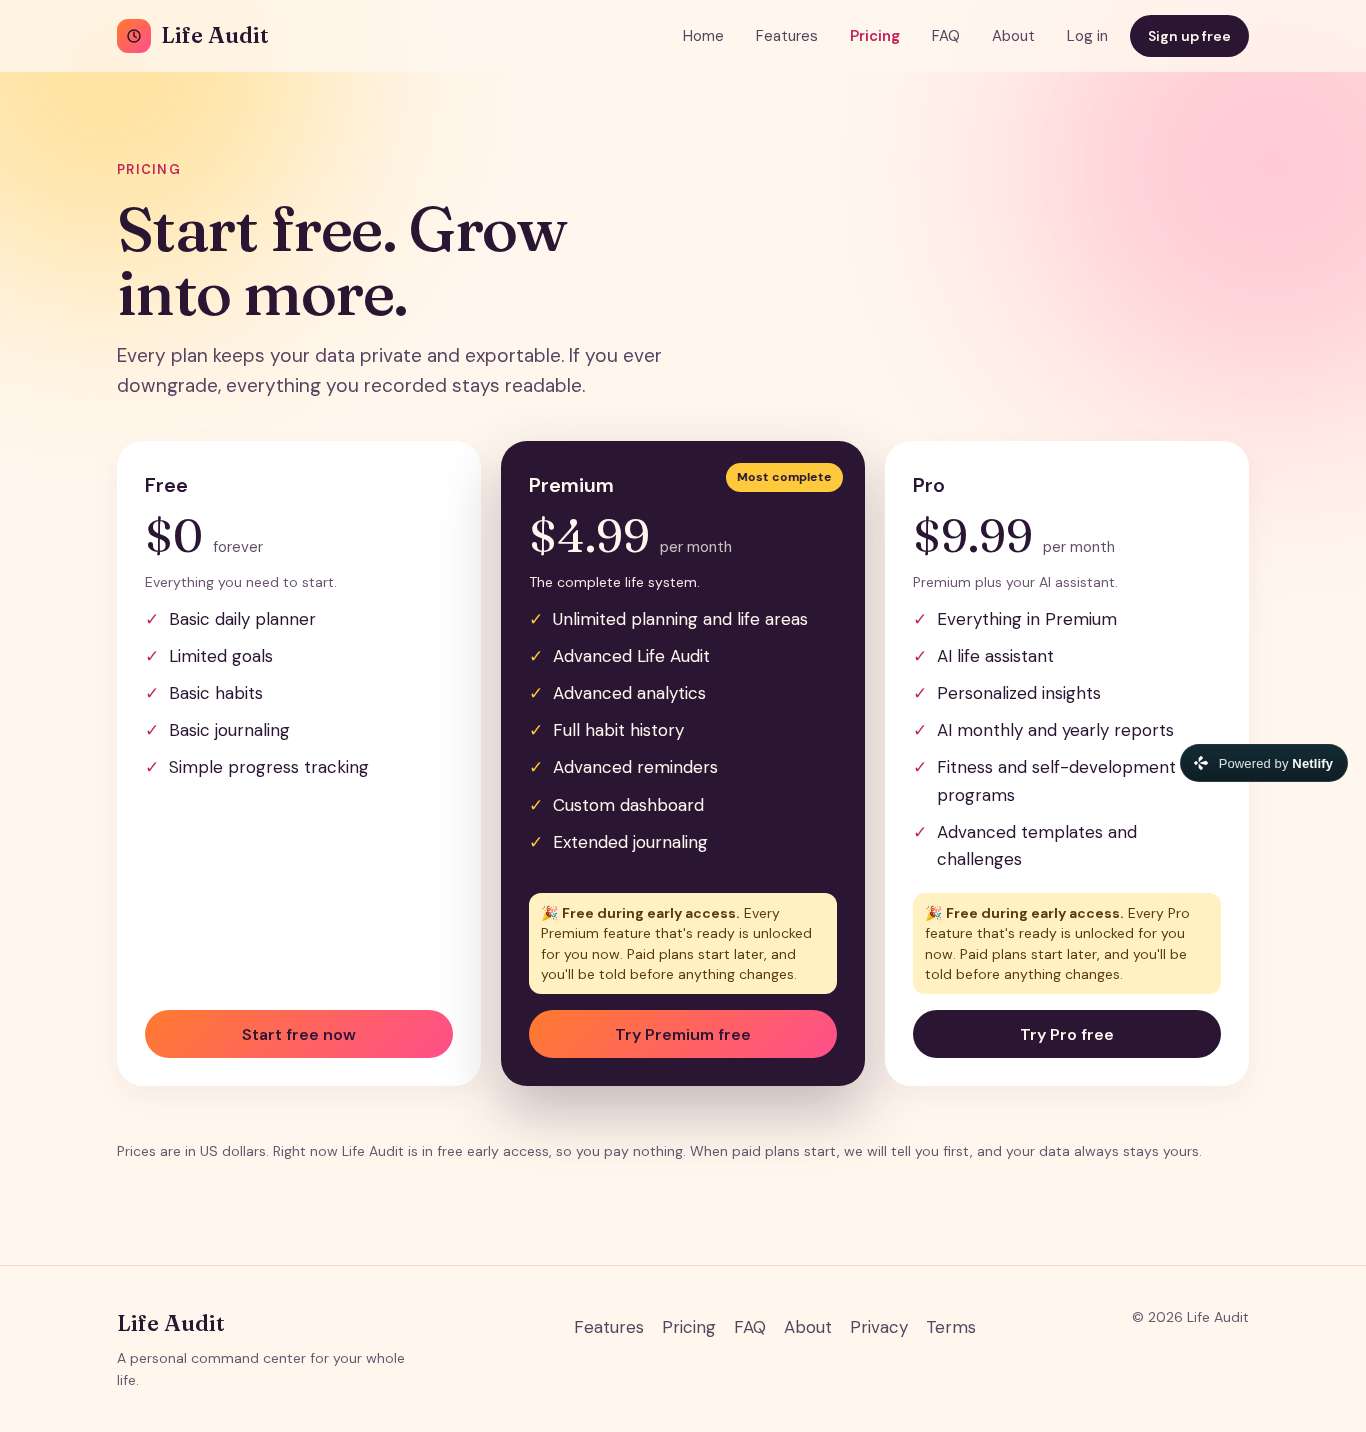 Life Audit
Home Features Pricing FAQ About Log in Sign up free
PRICING
Start free. Grow
into more.
Every plan keeps your data private and exportable. If you ever
downgrade, everything you recorded stays readable.
Free
$0 forever
Everything you need to start.
✓ Basic daily planner
✓ Limited goals
✓ Basic habits
✓ Basic journaling
✓ Simple progress tracking
Start free now
Premium
Most complete
$4.99 per month
The complete life system.
✓ Unlimited planning and life areas
✓ Advanced Life Audit
✓ Advanced analytics
✓ Full habit history
✓ Advanced reminders
✓ Custom dashboard
✓ Extended journaling
🎉 Free during early access. Every
Premium feature that's ready is unlocked
for you now. Paid plans start later, and
you'll be told before anything changes.
Try Premium free
Pro
$9.99 per month
Premium plus your AI assistant.
✓ Everything in Premium
✓ AI life assistant
✓ Personalized insights
✓ AI monthly and yearly reports
✓ Fitness and self-development
programs
✓ Advanced templates and
challenges
🎉 Free during early access. Every Pro
feature that's ready is unlocked for you
now. Paid plans start later, and you'll be
told before anything changes.
Try Pro free
Powered by Netlify
Prices are in US dollars. Right now Life Audit is in free early access, so you pay nothing. When paid plans start, we will tell you first, and your data always stays yours.
Life Audit
A personal command center for your whole
life.
Features Pricing FAQ About Privacy Terms
© 2026 Life Audit